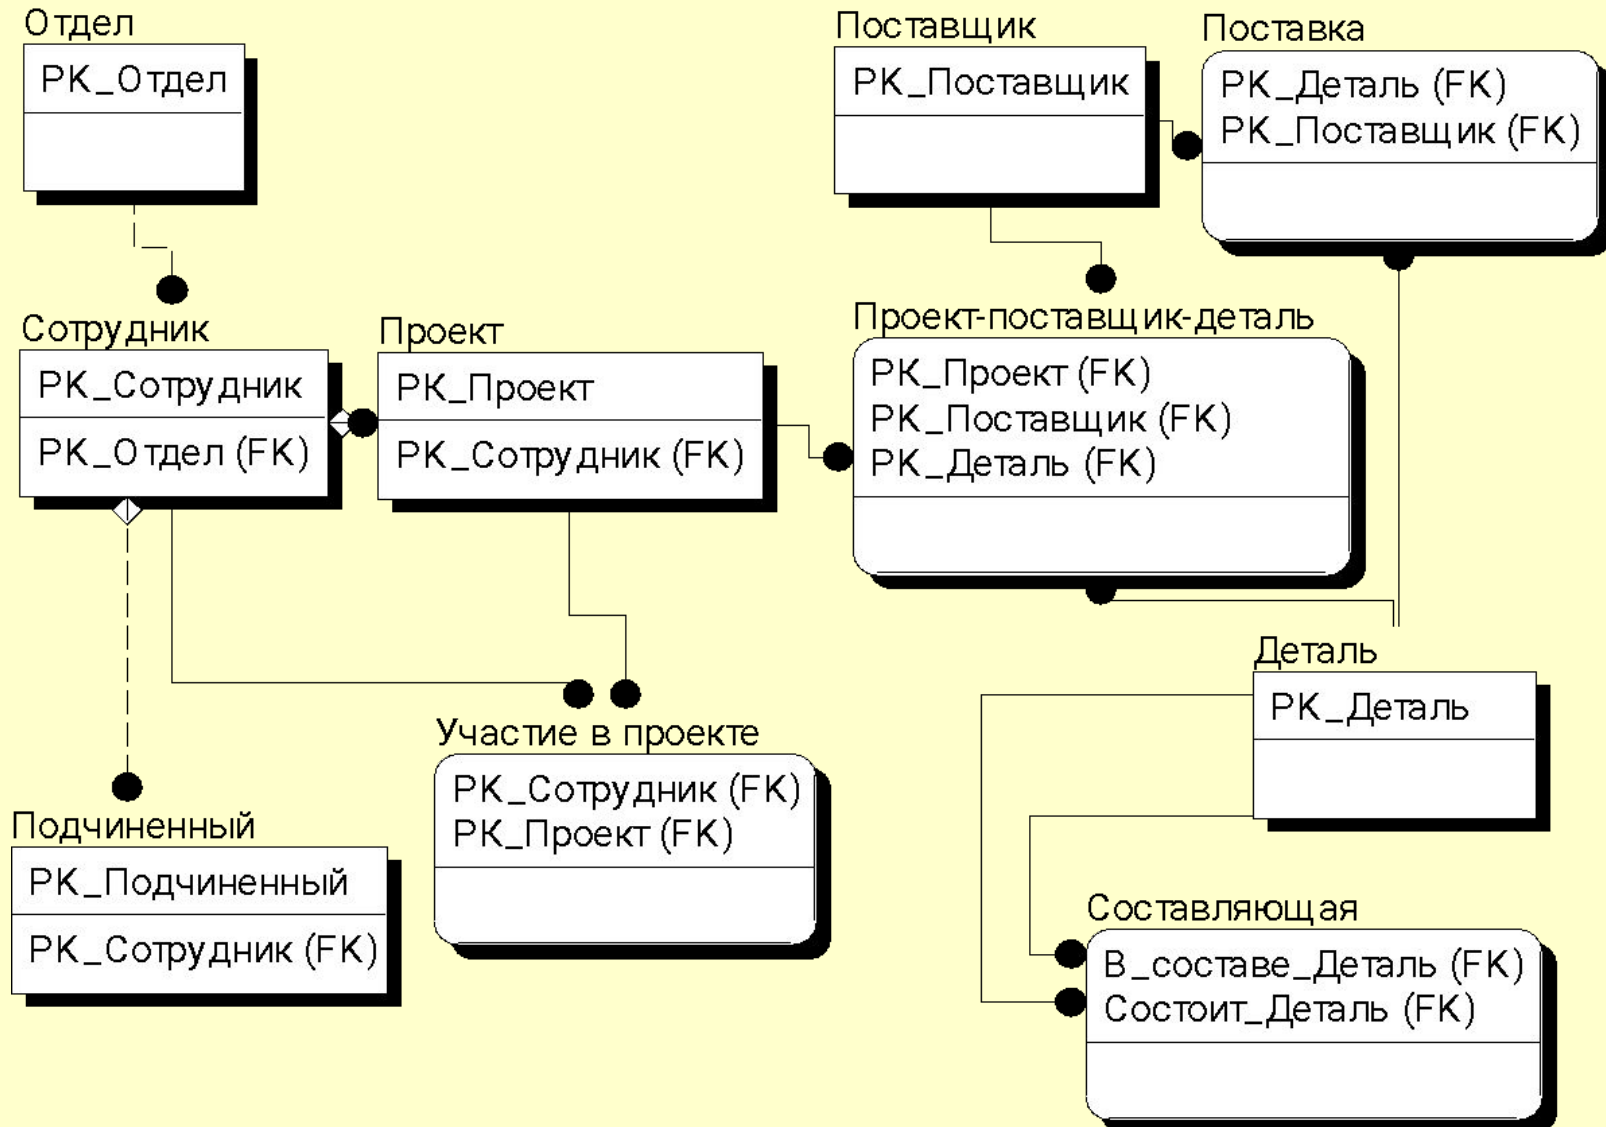 Отдел
PK_Отдел
Поставщик
PK_Поставщик
Поставка
PK_Деталь (FK)
PK_Поставщик (FK)
Сотрудник
PK_Сотрудник
PK_Отдел (FK)
Проект
PK_Проект
PK_Сотрудник (FK)
Проект-поставщик-деталь
PK_Проект (FK)
PK_Поставщик (FK)
PK_Деталь (FK)
Деталь
PK_Деталь
Участие в проекте
PK_Сотрудник (FK)
PK_Проект (FK)
Подчиненный
PK_Подчиненный
PK_Сотрудник (FK)
Составляющая
В_составе_Деталь (FK)
Состоит_Деталь (FK)